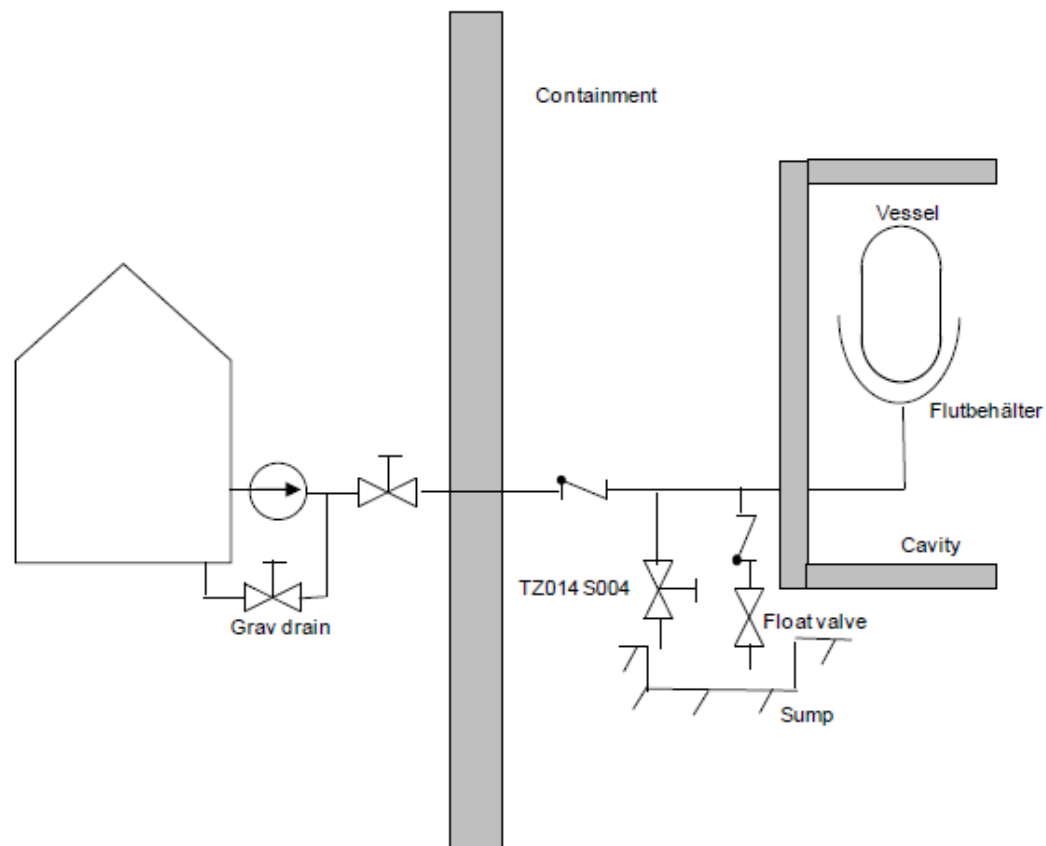 Containment
Vessel
Flutbehälter
Cavity
TZ014 S004
Float valve
Grav drain
Sump